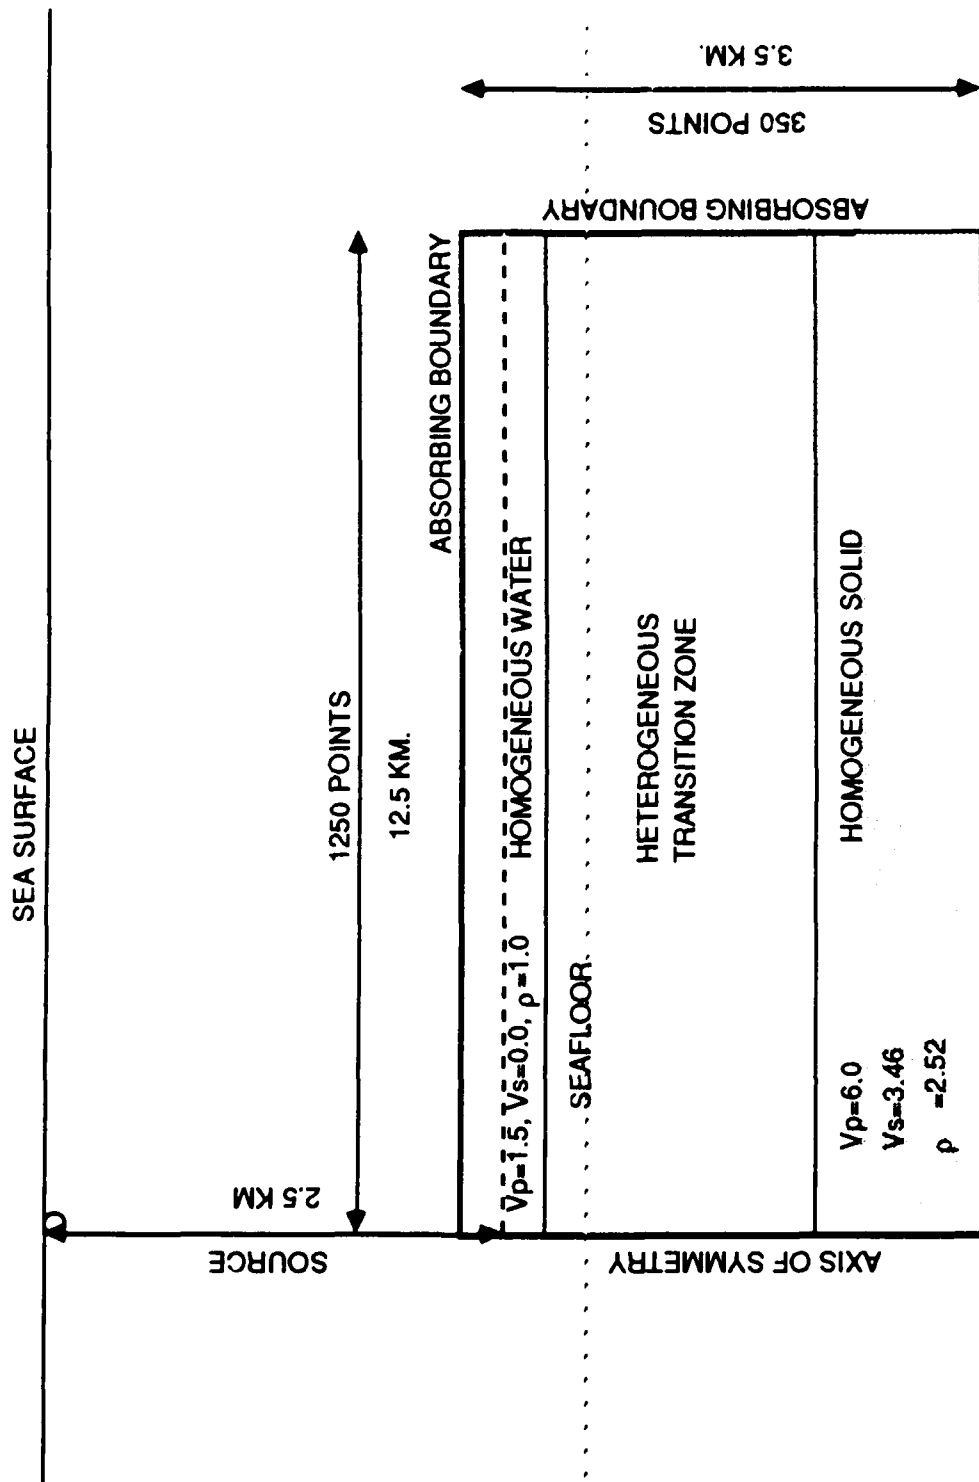 SEA SURFACE
SOURCE
2.5 KM
1250 POINTS
12.5 KM.
ABSORBING BOUNDARY
Vp=1.5, Vs=0.0, ρ=1.0
HOMOGENEOUS WATER
SEAFLOOR
HETEROGENEOUS
TRANSITION ZONE
Vp=6.0
Vs=3.46
ρ =2.52
HOMOGENEOUS SOLID
AXIS OF SYMMETRY
ABSORBING BOUNDARY
350 POINTS
3.5 KM.